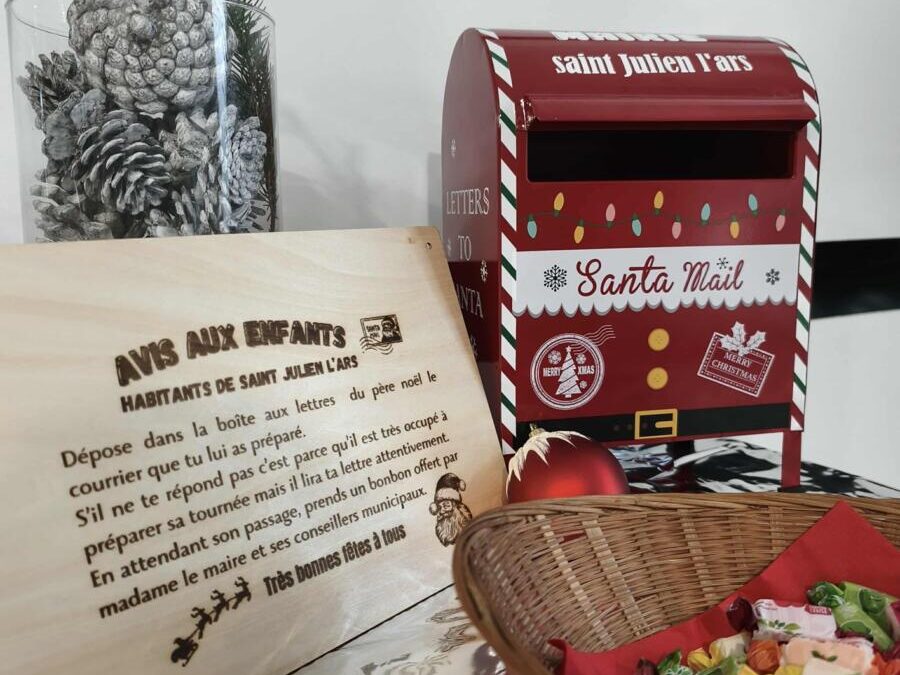 saint Julien l'ars
LETTERS
TO
SANTA
Santa Mail
MERRY XMAS
MERRY
CHRISTMAS
AVIS AUX ENFANTS
HABITANTS DE SAINT JULIEN L'ARS
Dépose dans la boîte aux lettres du père noël le
courrier que tu lui as préparé.
S'il ne te répond pas c'est parce qu'il est très occupé à
préparer sa tournée mais il lira ta lettre attentivement.
En attendant son passage, prends un bonbon offert par
madame le maire et ses conseillers municipaux.
Très bonnes fêtes à tous